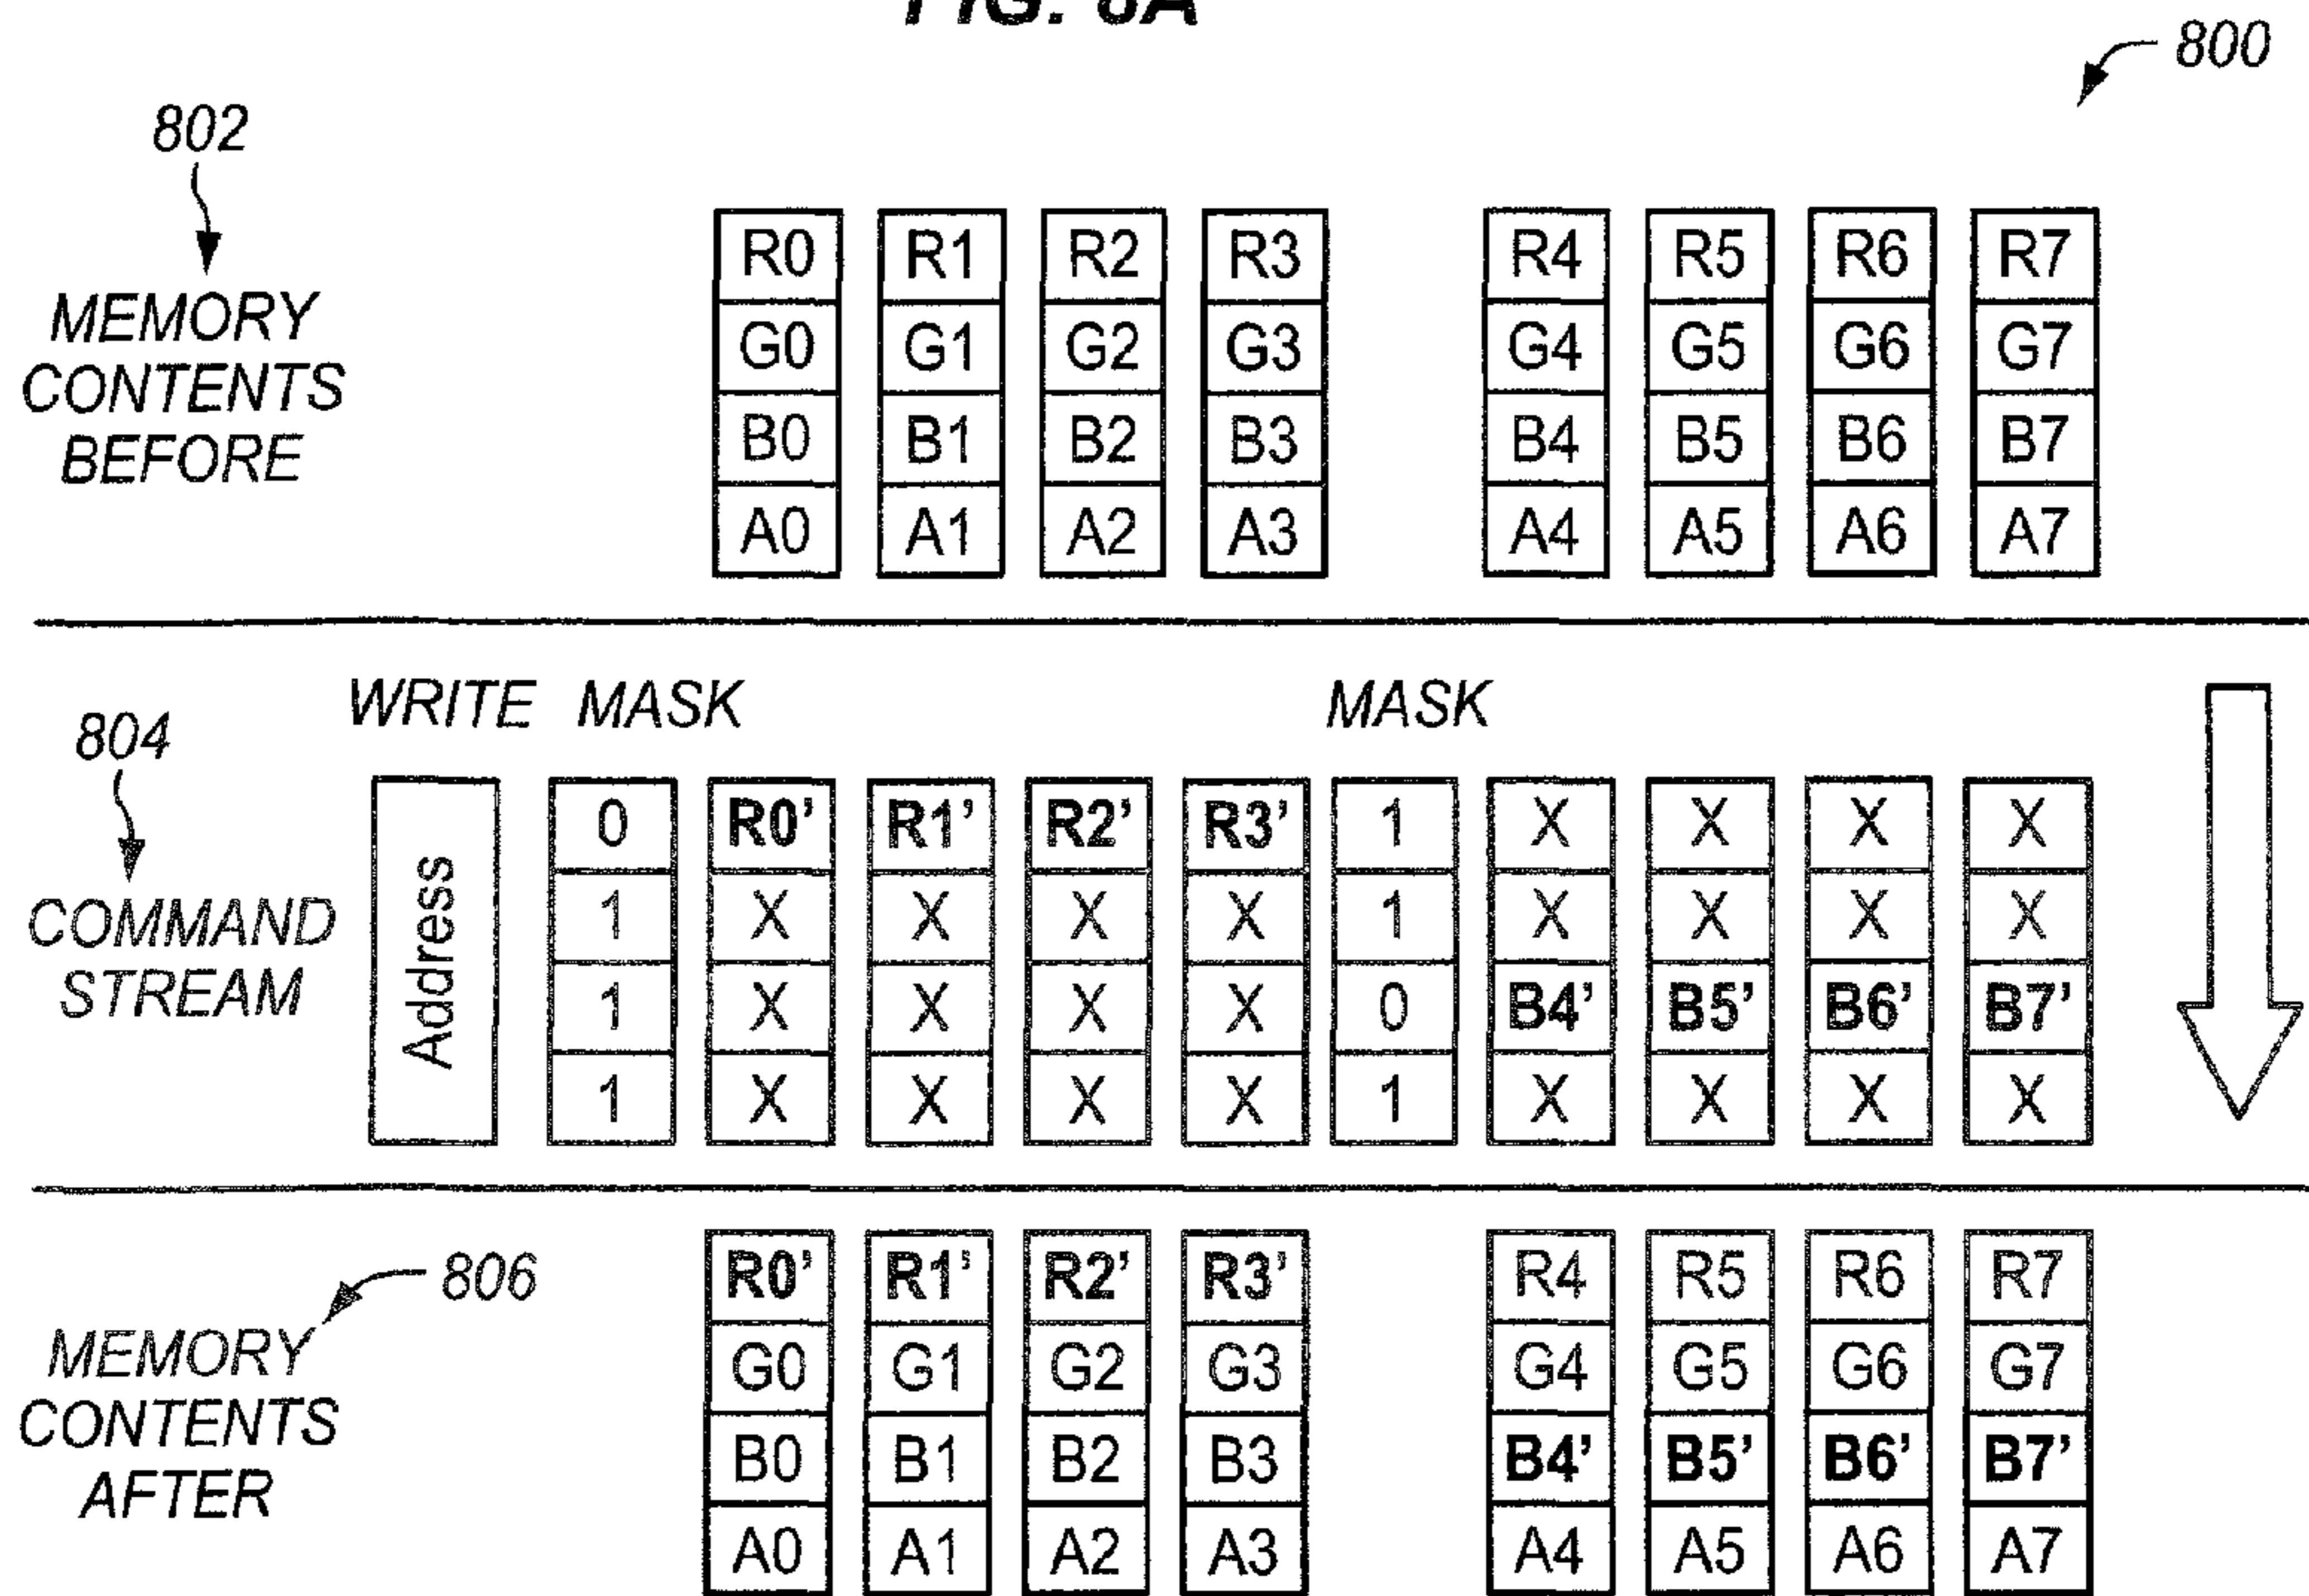 FIG. 8A
800
802
MEMORY
CONTENTS
BEFORE
R0 R1 R2 R3 R4 R5 R6 R7
G0 G1 G2 G3 G4 G5 G6 G7
B0 B1 B2 B3 B4 B5 B6 B7
A0 A1 A2 A3 A4 A5 A6 A7
WRITE MASK MASK
804
COMMAND
STREAM
Address
0 R0' R1' R2' R3' 1 X X X X
1 X X X X 1 X X X X
1 X X X X 0 B4' B5' B6' B7'
1 X X X X 1 X X X X
806
MEMORY
CONTENTS
AFTER
R0' R1' R2' R3' R4 R5 R6 R7
G0 G1 G2 G3 G4 G5 G6 G7
B0 B1 B2 B3 B4' B5' B6' B7'
A0 A1 A2 A3 A4 A5 A6 A7